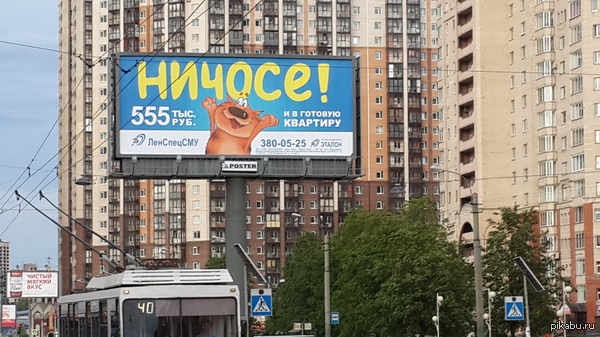 НИЧОСЕ!
555 ТЫС. РУБ.
И В ГОТОВУЮ КВАРТИРУ
ЛенСпецСМУ
380-05-25
ЭТАЛОН
POSTER
ЧИСТЫЙ
МЯГКИЙ
ВКУС
40
pikabu.ru